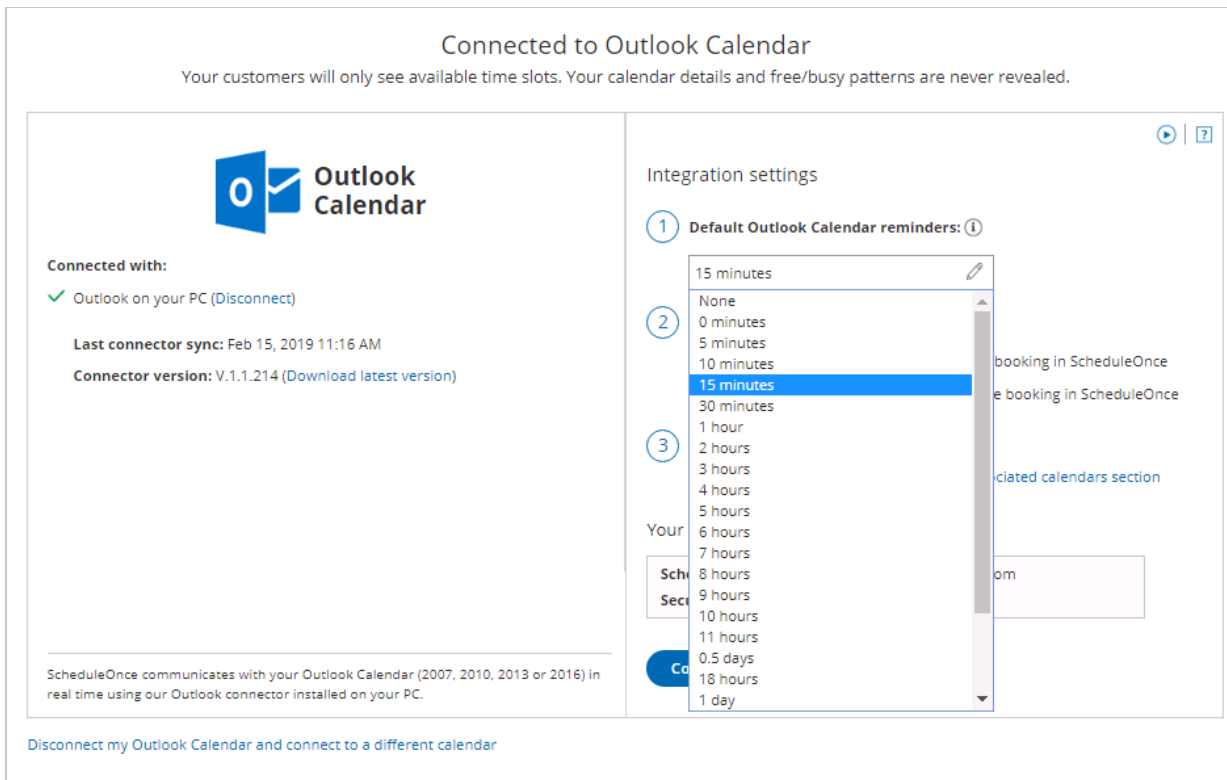 Connected to Outlook Calendar
Your customers will only see available time slots. Your calendar details and free/busy patterns are never revealed.
Outlook
Calendar
Connected with:
Outlook on your PC (Disconnect)
Last connector sync: Feb 15, 2019 11:16 AM
Connector version: V.1.1.214 (Download latest version)
ScheduleOnce communicates with your Outlook Calendar (2007, 2010, 2013 or 2016) in
real time using our Outlook connector installed on your PC.
Integration settings
1 Default Outlook Calendar reminders:
15 minutes
None
0 minutes
5 minutes
10 minutes
15 minutes
30 minutes
1 hour
2 hours
3 hours
4 hours
5 hours
6 hours
7 hours
8 hours
9 hours
10 hours
11 hours
0.5 days
18 hours
1 day
2
booking in ScheduleOnce
booking in ScheduleOnce
3
calendars section
Your
Disconnect my Outlook Calendar and connect to a different calendar